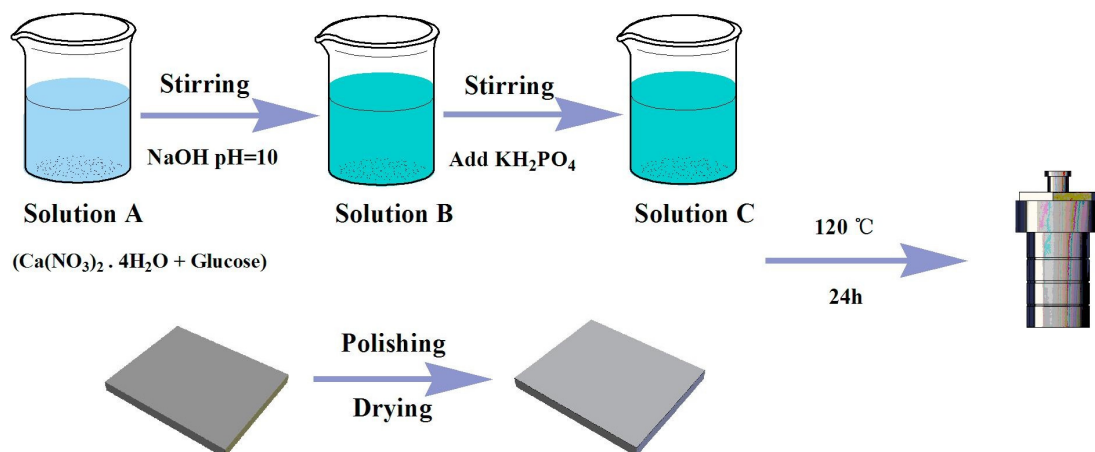 Stirring
NaOH pH=10
Stirring
Add KH₂PO₄
Solution A
Solution B
Solution C
(Ca(NO₃)₂ . 4H₂O + Glucose)
120 ℃
24h
Polishing
Drying